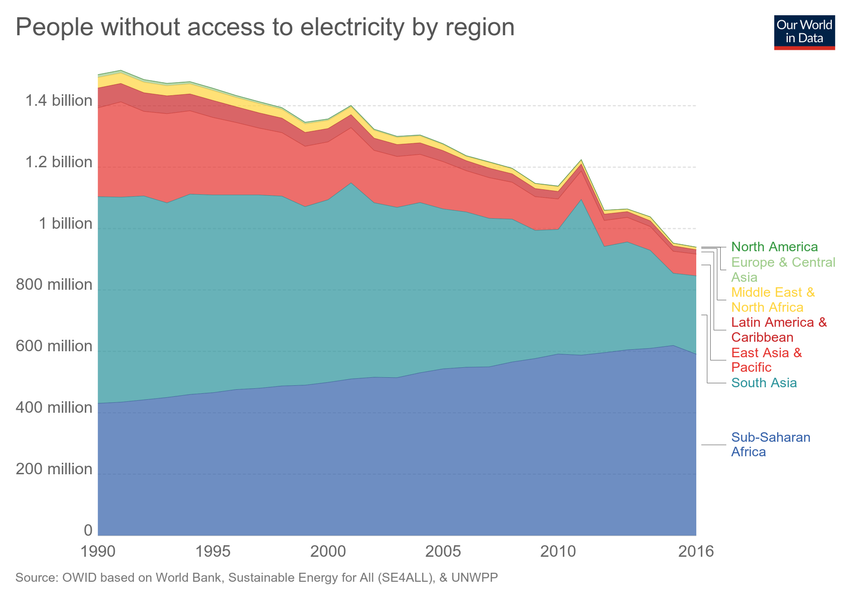 People without access to electricity by region
Our World
in Data
1.4 billion
1.2 billion
1 billion
800 million
600 million
400 million
200 million
0
1990
1995
2000
2005
2010
2016
North America
Europe & Central
Asia
Middle East &
North Africa
Latin America &
Caribbean
East Asia &
Pacific
South Asia
Sub-Saharan
Africa
Source: OWID based on World Bank, Sustainable Energy for All (SE4ALL), & UNWPP